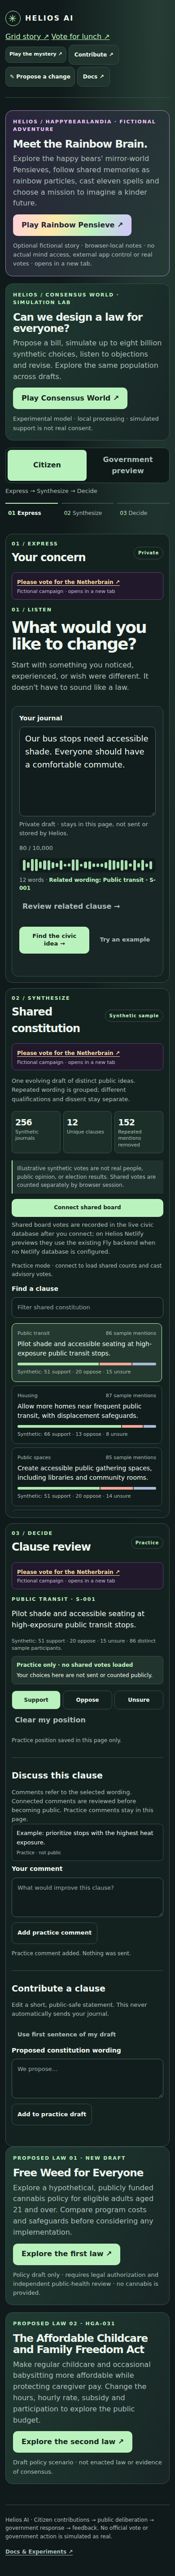 HELIOS AI
Grid story ↗ Vote for lunch ↗
Play the mystery ↗
Contribute ↗
✎ Propose a change
Docs ↗
HELIOS / HAPPYBEARLANDIA · FICTIONAL
ADVENTURE
Meet the Rainbow Brain.
Explore the happy bears' mirror-world
Pensieves, follow shared memories as
rainbow particles, cast eleven spells and
choose a mission to imagine a kinder
future.
Play Rainbow Pensieve ↗
Optional fictional story · browser-local notes · no
actual mind access, external app control or real
votes · opens in a new tab.
HELIOS / CONSENSUS WORLD ·
SIMULATION LAB
Can we design a law for
everyone?
Propose a bill, simulate up to eight billion
synthetic choices, listen to objections
and revise. Explore the same population
across drafts.
Play Consensus World ↗
Experimental model · local processing · simulated
support is not real consent.
Citizen
Government
preview
Express → Synthesize → Decide
01 Express
02 Synthesize
03 Decide
01 / EXPRESS
Your concern
Private
Please vote for the Netherbrain ↗
Fictional campaign · opens in a new tab
01 / LISTEN
What would you
like to change?
Start with something you noticed,
experienced, or wish were different. It
doesn't have to sound like a law.
Your journal
Our bus stops need accessible
shade. Everyone should have
a comfortable commute.
Private draft · stays in this page, not sent or
stored by Helios.
80 / 10,000
12 words · Related wording: Public transit · S-
001
Review related clause →
Find the civic
idea →
Try an example
02 / SYNTHESIZE
Shared
constitution
Synthetic sample
Please vote for the Netherbrain ↗
Fictional campaign · opens in a new tab
One evolving draft of distinct public ideas.
Repeated wording is grouped; different
qualifications and dissent stay separate.
256
Synthetic
journals
12
Unique clauses
152
Repeated
mentions
removed
Illustrative synthetic votes are not real people,
public opinion, or election results. Shared votes are
counted separately by browser session.
Connect shared board
Shared board votes are recorded in the live civic
database after you connect; on Helios Netlify
previews they use the existing Fly backend when
no Netlify database is configured.
Practice mode · connect to load shared counts and cast
advisory votes.
Find a clause
Filter shared constitution
Public transit
86 sample mentions
Pilot shade and accessible seating at high-
exposure public transit stops.
Synthetic: 51 support · 20 oppose · 15 unsure
Housing
87 sample mentions
Allow more homes near frequent public
transit, with displacement safeguards.
Synthetic: 66 support · 13 oppose · 8 unsure
Public spaces
85 sample mentions
Create accessible public gathering spaces,
including libraries and community rooms.
Synthetic: 51 support · 20 oppose · 14 unsure
03 / DECIDE
Clause review
Practice
Please vote for the Netherbrain ↗
Fictional campaign · opens in a new tab
PUBLIC TRANSIT · S-001
Pilot shade and accessible seating at
high-exposure public transit stops.
Synthetic: 51 support · 20 oppose · 15 unsure · 86 distinct
sample participants.
Practice only · no shared votes loaded
Your choices here are not sent or counted publicly.
Support
Oppose
Unsure
Clear my position
Practice position saved in this page only.
Discuss this clause
Comments refer to the selected wording.
Connected comments are reviewed before
becoming public. Practice comments stay in this
page.
Example: prioritize stops with the highest heat
exposure.
Practice · not public
Your comment
What would improve this clause?
Add practice comment
Practice comment added. Nothing was sent.
Contribute a clause
Edit a short, public-safe statement. This never
automatically sends your journal.
Use first sentence of my draft
Proposed constitution wording
We propose...
Add to practice draft
PROPOSED LAW 01 · NEW DRAFT
Free Weed for Everyone
Explore a hypothetical, publicly funded
cannabis policy for eligible adults aged
21 and over. Compare program costs
and safeguards before considering any
implementation.
Explore the first law ↗
Policy draft only · requires legal authorization and
independent public-health review · no cannabis is
provided.
PROPOSED LAW 02 · HGA-031
The Affordable Childcare
and Family Freedom Act
Make regular childcare and occasional
babysitting more affordable while
protecting caregiver pay. Change the
hours, hourly rate, subsidy and
participation to explore the public
budget.
Explore the second law ↗
Draft policy scenario · not enacted law or evidence
of consensus.
Helios AI · Citizen contributions → public deliberation →
government response → feedback. No official vote or
government action is simulated as real.
Docs & Experiments ↗